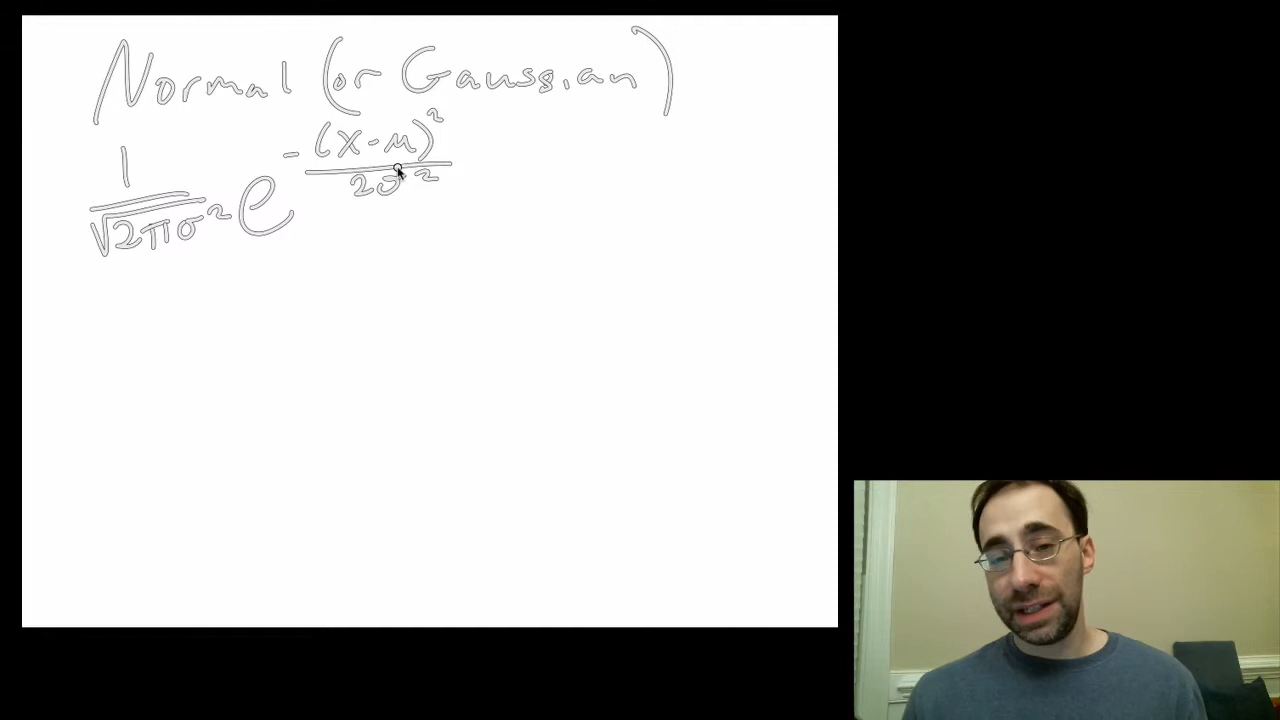 Normal (or Gaussian)
1/√2πσ² e^-(x-μ)²/2σ²